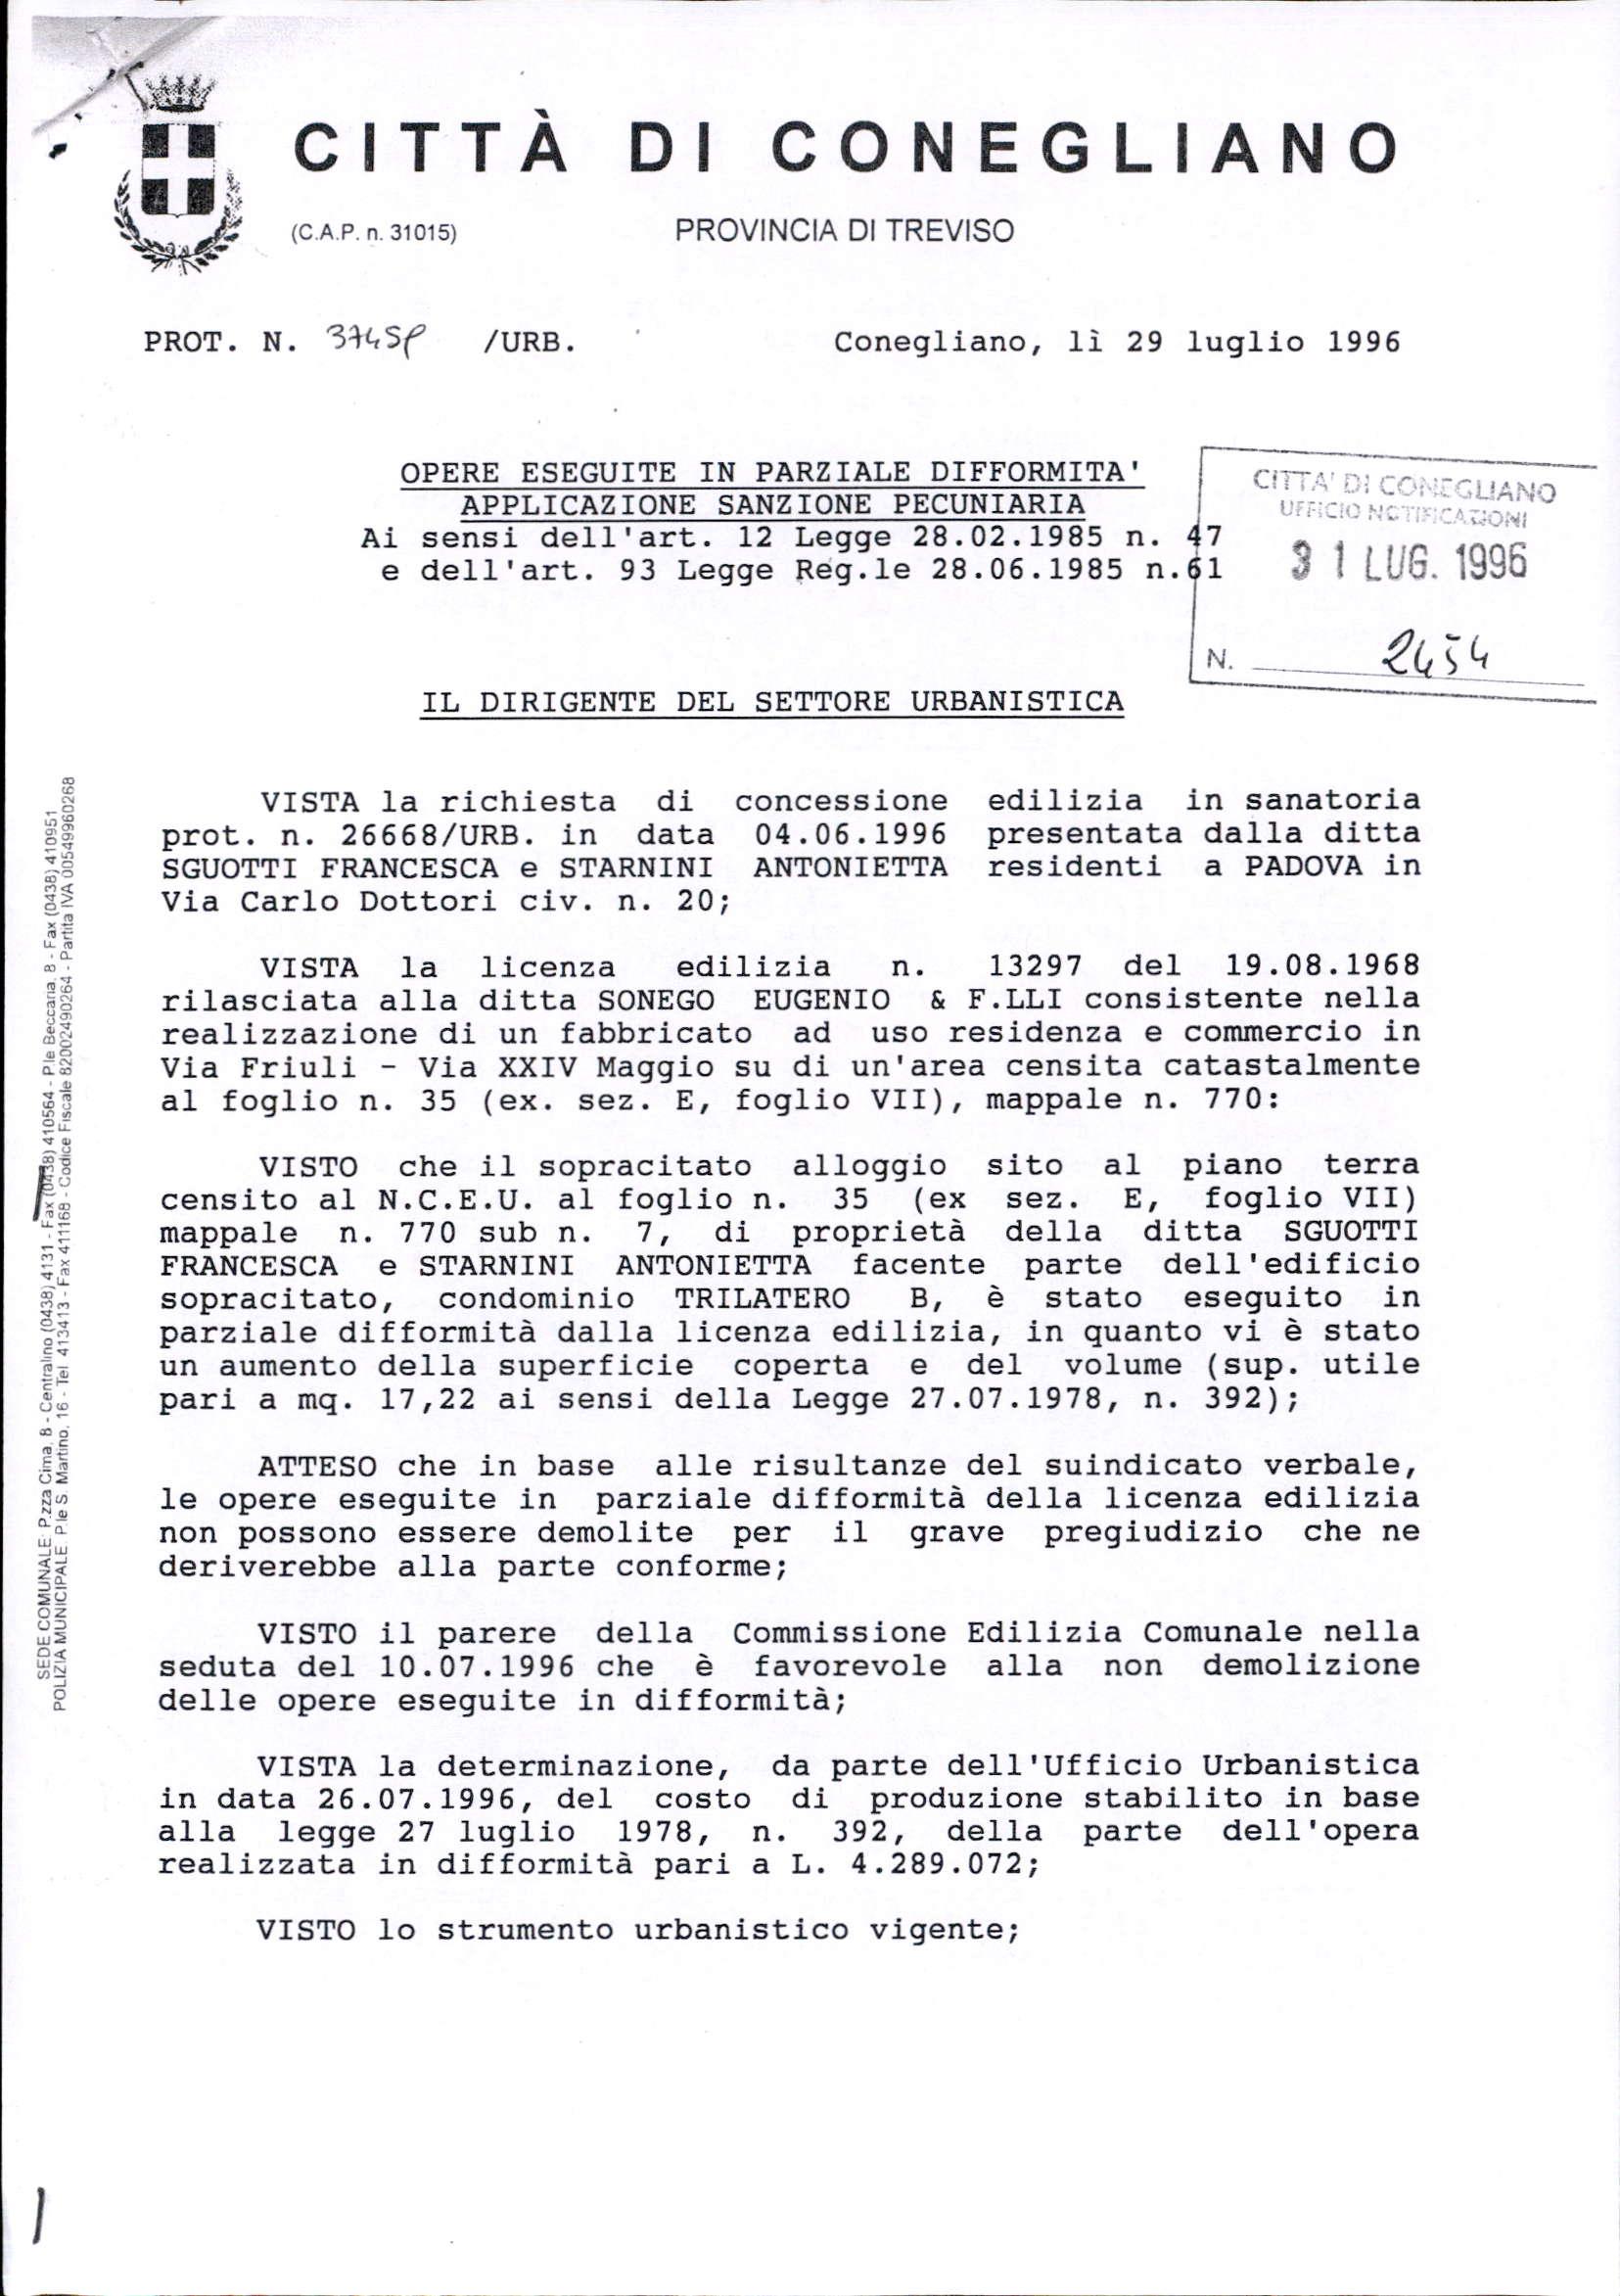 CITTÀ DI CONEGLIANO
(C.A.P. n. 31015) PROVINCIA DI TREVISO
PROT. N. /URB. Conegliano, lì 29 luglio 1996
OPERE ESEGUITE IN PARZIALE DIFFORMITA'
APPLICAZIONE SANZIONE PECUNIARIA
Ai sensi dell'art. 12 Legge 28.02.1985 n. 47
e dell'art. 93 Legge Reg.le 28.06.1985 n.61
CITTA' DI CONEGLIANO
UFFICIO NOTIFICAZIONI
31 LUG. 1996
N. 2454
IL DIRIGENTE DEL SETTORE URBANISTICA
VISTA la richiesta di concessione edilizia in sanatoria
prot. n. 26668/URB. in data 04.06.1996 presentata dalla ditta
SGUOTTI FRANCESCA e STARNINI ANTONIETTA residenti a PADOVA in
Via Carlo Dottori civ. n. 20;
VISTA la licenza edilizia n. 13297 del 19.08.1968
rilasciata alla ditta SONEGO EUGENIO & F.LLI consistente nella
realizzazione di un fabbricato ad uso residenza e commercio in
Via Friuli - Via XXIV Maggio su di un'area censita catastalmente
al foglio n. 35 (ex. sez. E, foglio VII), mappale n. 770:
VISTO che il sopracitato alloggio sito al piano terra
censito al N.C.E.U. al foglio n. 35 (ex sez. E, foglio VII)
mappale n. 770 sub n. 7, di proprietà della ditta SGUOTTI
FRANCESCA e STARNINI ANTONIETTA facente parte dell'edificio
sopracitato, condominio TRILATERO B, è stato eseguito in
parziale difformità dalla licenza edilizia, in quanto vi è stato
un aumento della superficie coperta e del volume (sup. utile
pari a mq. 17,22 ai sensi della Legge 27.07.1978, n. 392);
ATTESO che in base alle risultanze del suindicato verbale,
le opere eseguite in parziale difformità della licenza edilizia
non possono essere demolite per il grave pregiudizio che ne
deriverebbe alla parte conforme;
VISTO il parere della Commissione Edilizia Comunale nella
seduta del 10.07.1996 che è favorevole alla non demolizione
delle opere eseguite in difformità;
VISTA la determinazione, da parte dell'Ufficio Urbanistica
in data 26.07.1996, del costo di produzione stabilito in base
alla legge 27 luglio 1978, n. 392, della parte dell'opera
realizzata in difformità pari a L. 4.289.072;
VISTO lo strumento urbanistico vigente;
SEDE COMUNALE: P.zza Cima, 8 - Centralino (0438) 4131 - Fax (0438) 410564 - P.le Beccaria, 8 - Fax (0438) 410951
POLIZIA MUNICIPALE: P.le S. Martino, 16 - Tel 413413 - Fax 411168 - Codice Fiscale 82002490264 - Partita IVA 00549960268